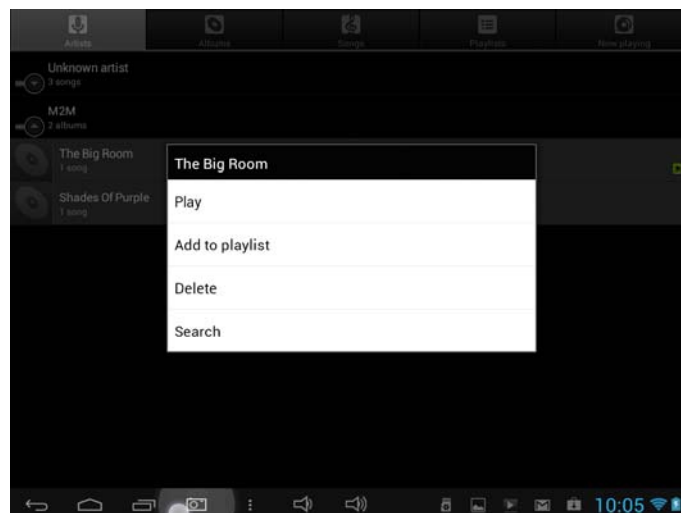 Artists
Albums
Songs
Playlists
Now playing
Unknown artist
3 songs
M2M
2 albums
The Big Room
1 song
Shades Of Purple
1 song
The Big Room
Play
Add to playlist
Delete
Search
10:05